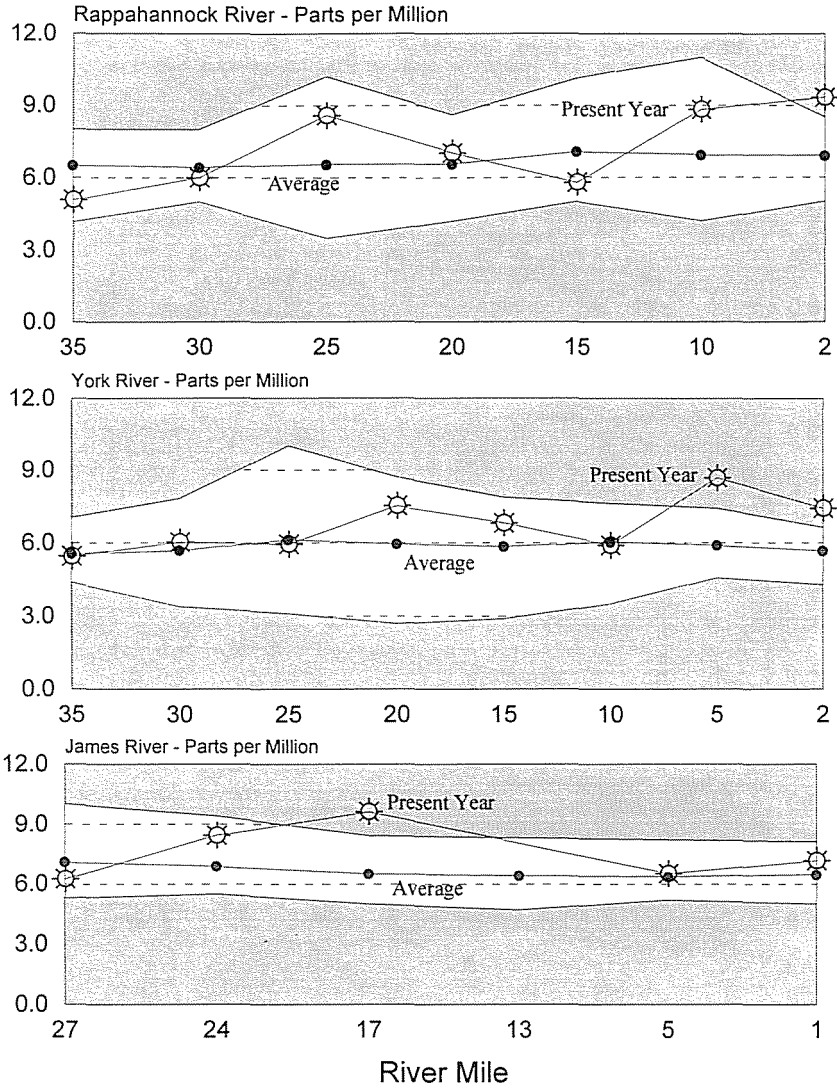 Rappahannock River - Parts per Million
12.0
9.0
Present Year
6.0
Average
3.0
0.0
35 30 25 20 15 10 2
York River - Parts per Million
12.0
9.0
Present Year
6.0
Average
3.0
0.0
35 30 25 20 15 10 5 2
James River - Parts per Million
12.0
Present Year
9.0
6.0
Average
3.0
0.0
27 24 17 13 5 1
River Mile